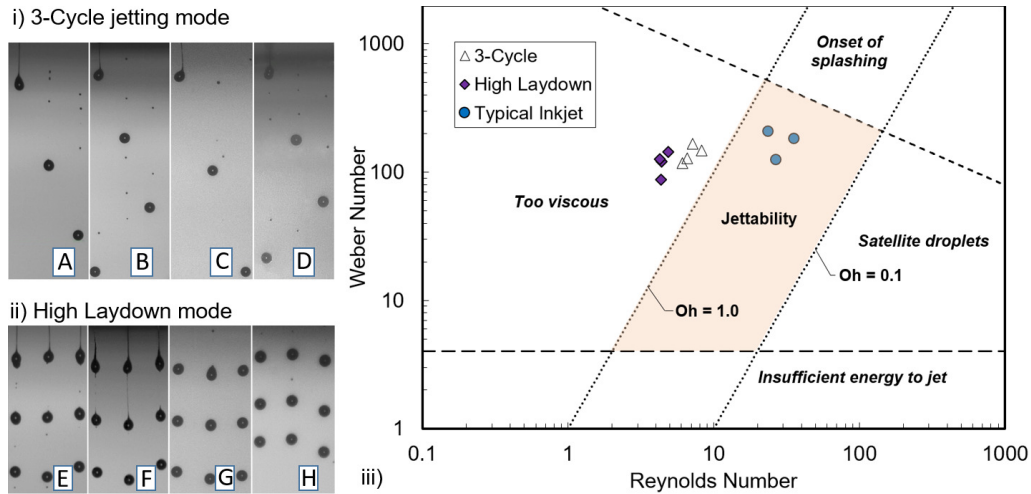 i) 3-Cycle jetting mode
A
B
C
D
ii) High Laydown mode
E
F
G
H
iii)
Weber Number
1000
100
10
1
0.1
1
10
100
1000
Reynolds Number
3-Cycle
High Laydown
Typical Inkjet
Onset of
splashing
Too viscous
Jettability
Satellite droplets
Oh = 0.1
Oh = 1.0
Insufficient energy to jet